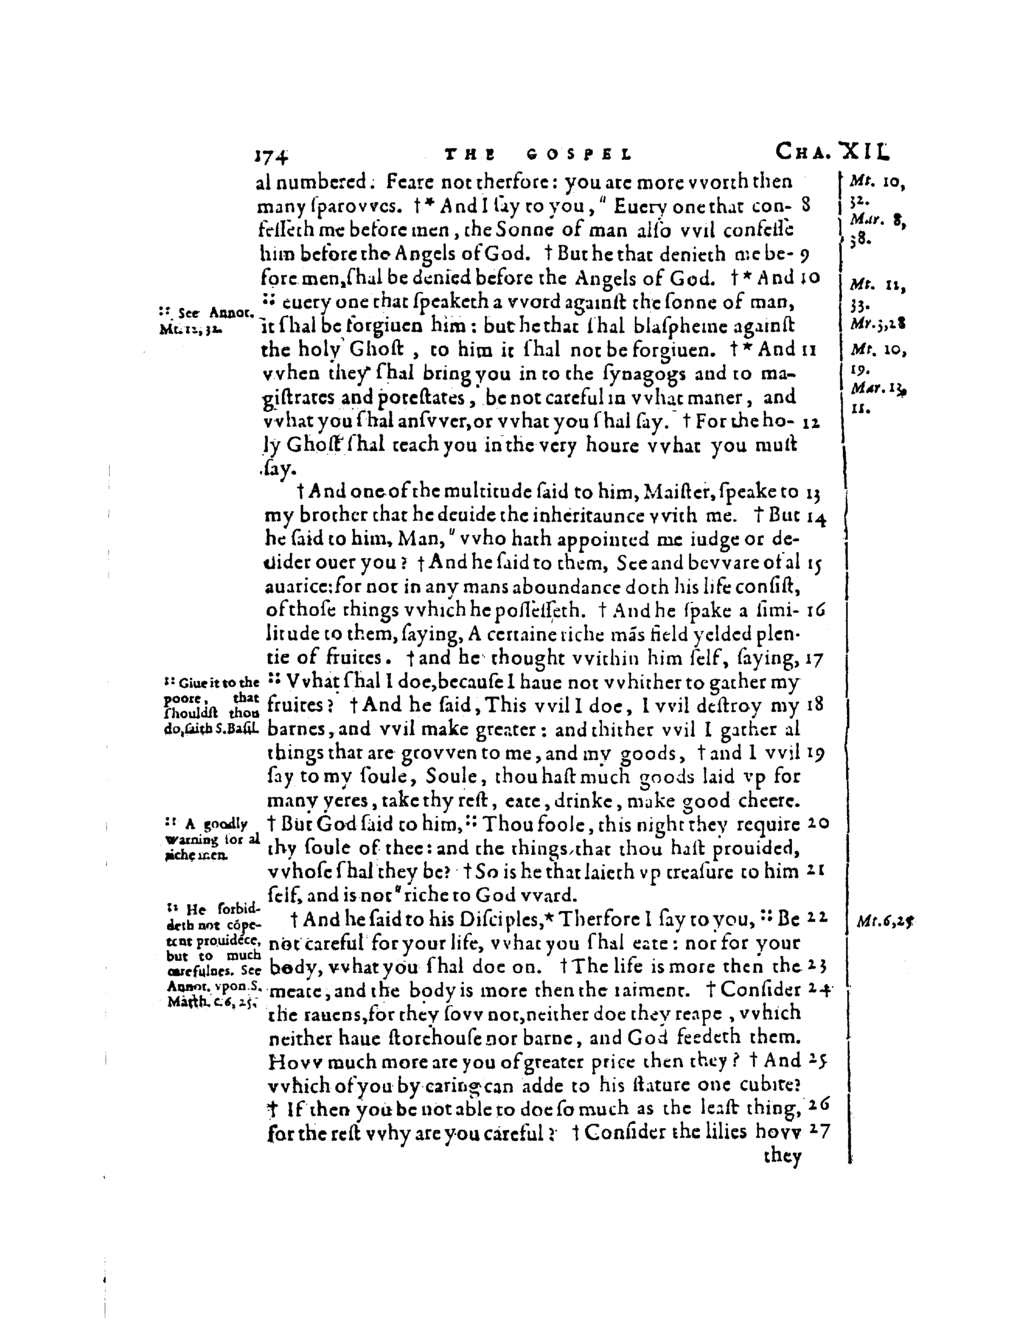 174 THE GOSPEL CHA. XII.
al numbered. Feare not therfore: you are more vvorth then
many ſparovves. †* And I ſay to you, " Euery one that con- 8
feſſeth me before men, the Sonne of man alſo vvil confeſſe
him before the Angels of God. † But he that denieth me be- 9
fore men, ſhal be denied before the Angels of God. †* And 10
:: euery one that ſpeaketh a vvord againſt the ſonne of man,
it ſhal be forgiuen him: but he that ſhal blaſpheme againſt
the holy Ghoſt, to him it ſhal not be forgiuen. †* And 11
vvhen they ſhal bring you in to the ſynagogs and to ma-
giſtrates and poteſtates, be not careful in vvhat maner, and
vvhat you ſhal anſvver, or vvhat you ſhal ſay. † For the ho- 12
ly Ghoſt ſhal teach you in the very houre vvhat you muſt
ſay.
† And one of the multitude ſaid to him, Maiſter, ſpeake to 13
my brother that he deuide the inheritaunce vvith me. † But 14
he ſaid to him, Man, " vvho hath appointed me iudge or de-
uider ouer you? † And he ſaid to them, See and bevvare of al 15
auarice: for not in any mans aboundance doth his life conſiſt,
of thoſe things vvhich he poſſeſſeth. † And he ſpake a ſimi- 16
litude to them, ſaying, A certaine riche mās field yelded plen-
tie of fruites. † and he thought vvithin him ſelf, ſaying, 17
:: VVhat ſhal I doe, becauſe I haue not vvhither to gather my
fruites? † And he ſaid, This vvil I doe, I vvil deſtroy my 18
barnes, and vvil make greater: and thither vvil I gather al
things that are grovven to me, and my goods, † and I vvil 19
ſay to my ſoule, Soule, thou haſt much goods laid vp for
many yeres, take thy reſt, eate, drinke, make good cheere.
† But God ſaid to him, :: Thou foole, this night they require 20
thy ſoule of thee: and the things that thou haſt prouided,
vvhoſe ſhal they be? † So is he that laieth vp treaſure to him 21
ſelf, and is not " riche to God vvard.
† And he ſaid to his Diſciples, * Therfore I ſay to you, :: Be 22
not careful for your life, vvhat you ſhal eate: nor for your
body, vvhat you ſhal doe on. † The life is more then the 23
meate, and the body is more then the raiment. † Conſider 24
the rauens, for they ſovv not, neither doe they reape, vvhich
neither haue ſtorehouſe nor barne, and God feedeth them.
Hovv much more are you of greater price then they? † And 25
vvhich of you by caring can adde to his ſtature one cubite?
† If then you be not able to doe ſo much as the leaſt thing, 26
for the reſt vvhy are you careful? † Conſider the lilies hovv 27
they
:: See Annot.
Mt. 12, 32.
:: Giue it to the
poore, that
ſhouldſt thou
do, ſaith S. Baſil.
:: A goodly
warning for al
riche men.
:: He forbid-
deth not cōpe-
tent prouidēce,
but to much
carefulnes. See
Annot. vpon S.
Matth. c. 6, 25.
Mt. 10,
32.
Mar. 8,
38.
Mt. 12,
33.
Mr. 3, 28
Mt. 10,
19.
Mar. 13,
11.
Mt. 6, 25